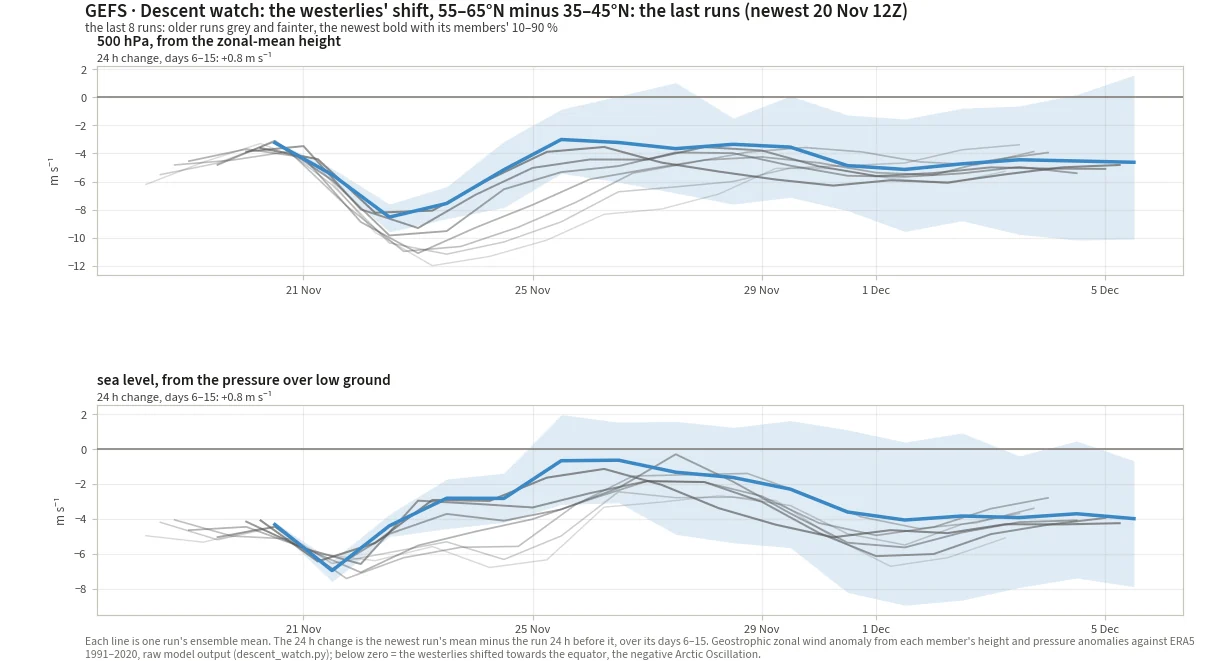 GEFS · Descent watch: the westerlies' shift, 55–65°N minus 35–45°N: the last runs (newest 20 Nov 12Z)
the last 8 runs: older runs grey and fainter, the newest bold with its members' 10–90 %
500 hPa, from the zonal-mean height
24 h change, days 6–15: +0.8 m s⁻¹
2
0
−2
−4
−6
−8
−10
−12
m s⁻¹
21 Nov
25 Nov
29 Nov
1 Dec
5 Dec
sea level, from the pressure over low ground
24 h change, days 6–15: +0.8 m s⁻¹
2
0
−2
−4
−6
−8
m s⁻¹
21 Nov
25 Nov
29 Nov
1 Dec
5 Dec
Each line is one run's ensemble mean. The 24 h change is the newest run's mean minus the run 24 h before it, over its days 6–15. Geostrophic zonal wind anomaly from each member's height and pressure anomalies against ERA5
1991–2020, raw model output (descent_watch.py); below zero = the westerlies shifted towards the equator, the negative Arctic Oscillation.